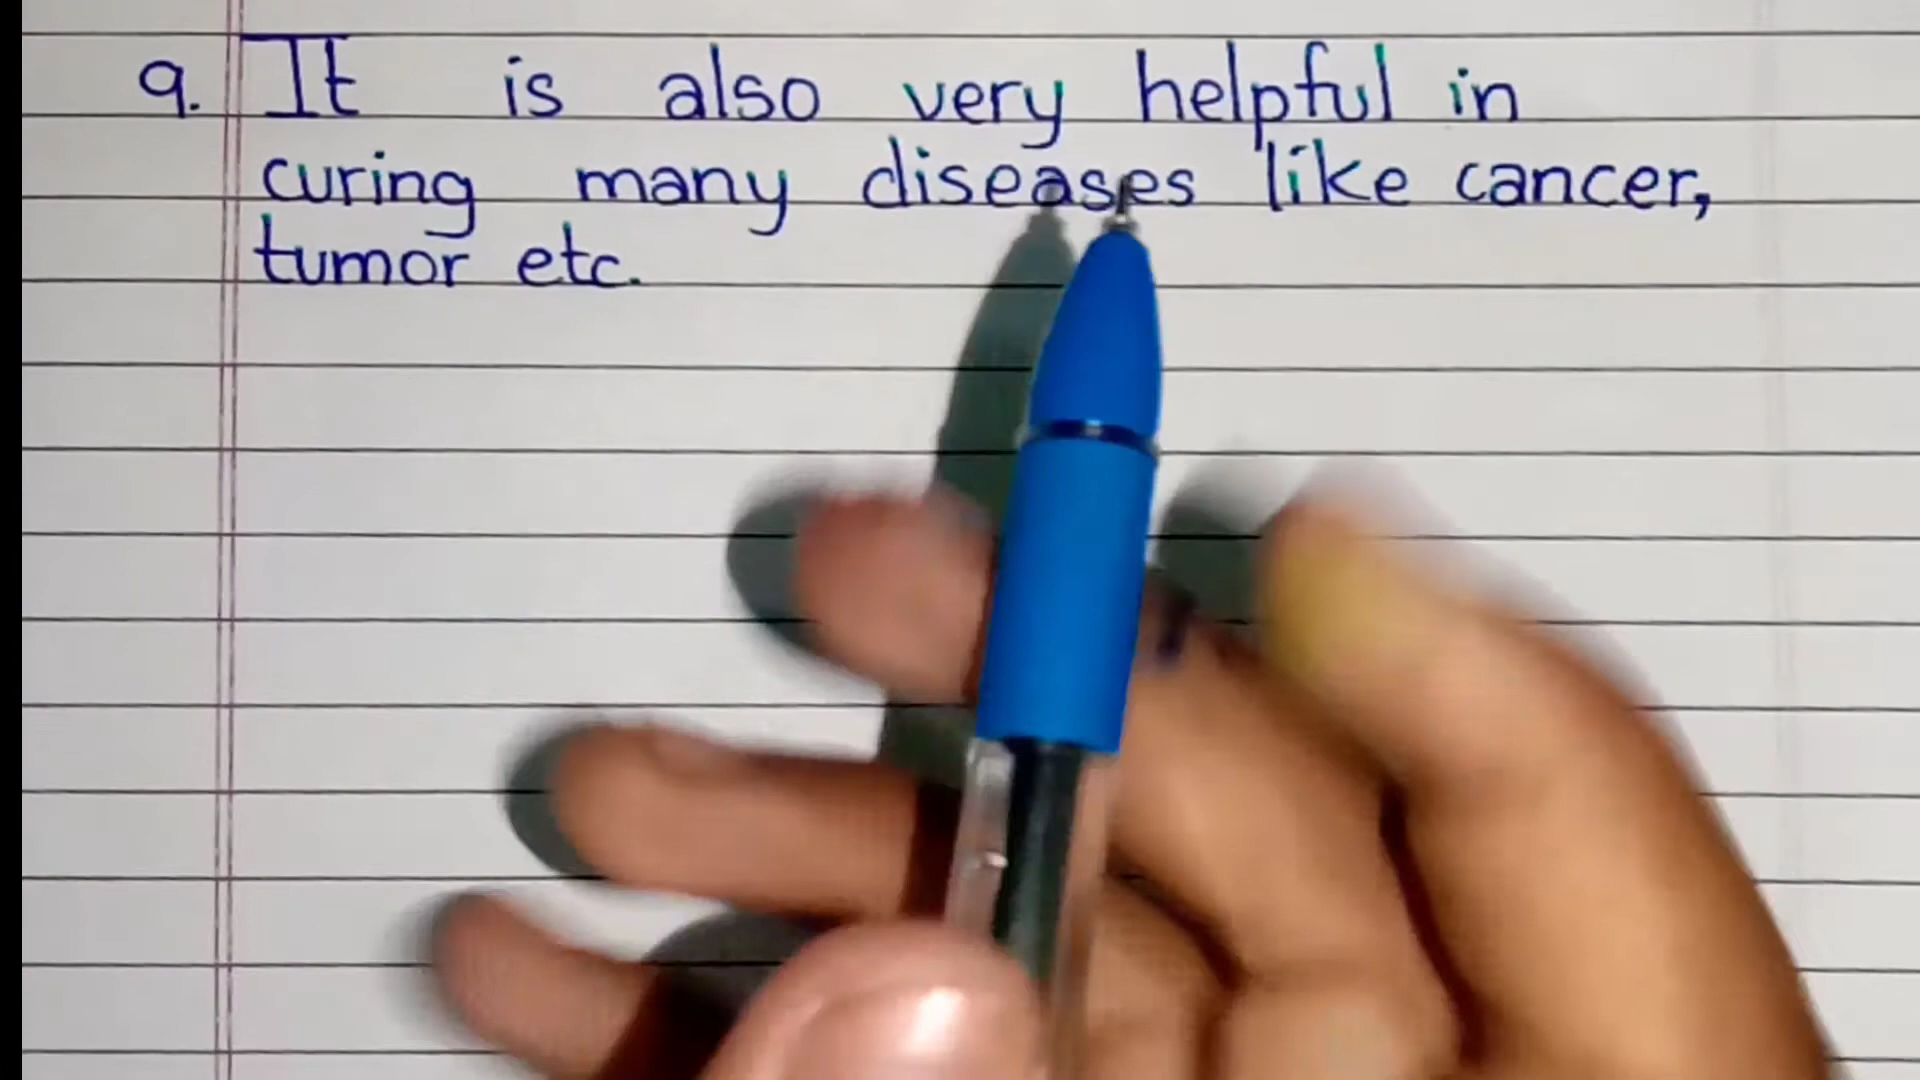 9. It is also very helpful in
curing many diseases like cancer,
tumor etc.